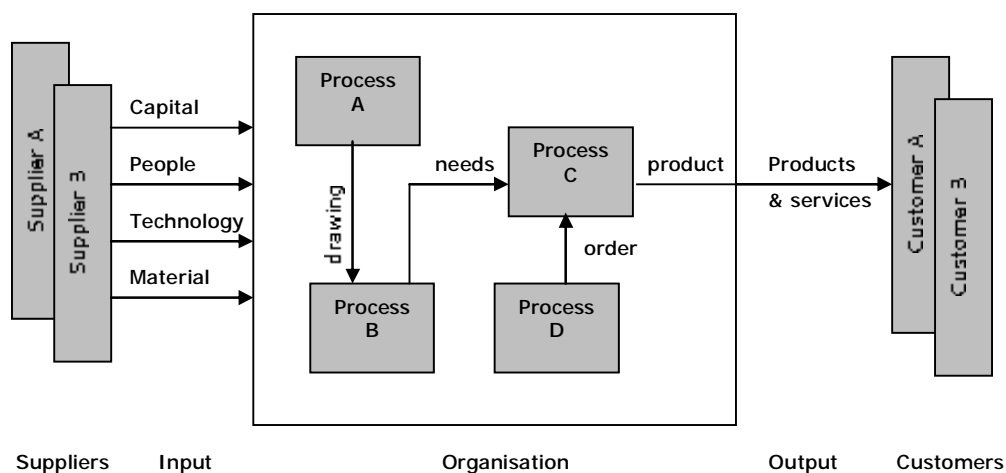 Supplier A
Supplier 3
Capital
People
Technology
Material
Process
A
drawing
Process
B
needs
Process
C
order
Process
D
product
Products
& services
Customer A
Customer 3
Suppliers
Input
Organisation
Output
Customers